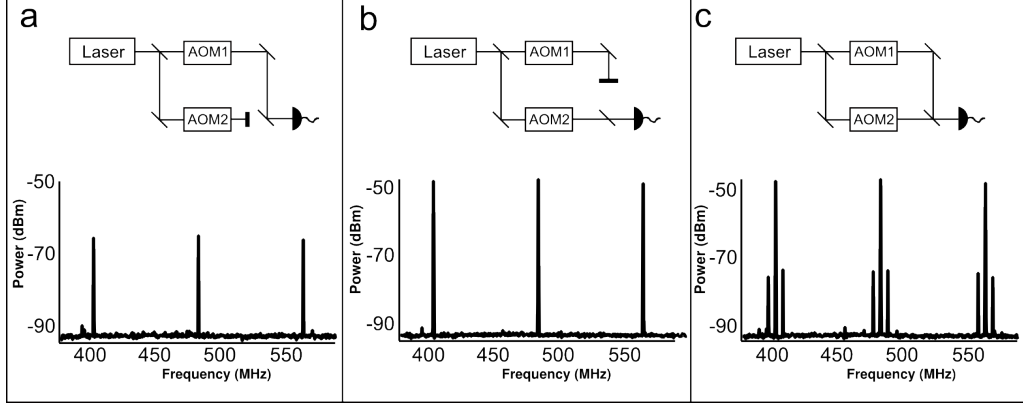 a
Laser
AOM1
AOM2
-50
-70
-90
Power (dBm)
400
450
500
550
Frequency (MHz)
b
Laser
AOM1
AOM2
-50
-70
-90
Power (dBm)
400
450
500
550
Frequency (MHz)
c
Laser
AOM1
AOM2
-50
-70
-90
Power (dBm)
400
450
500
550
Frequency (MHz)